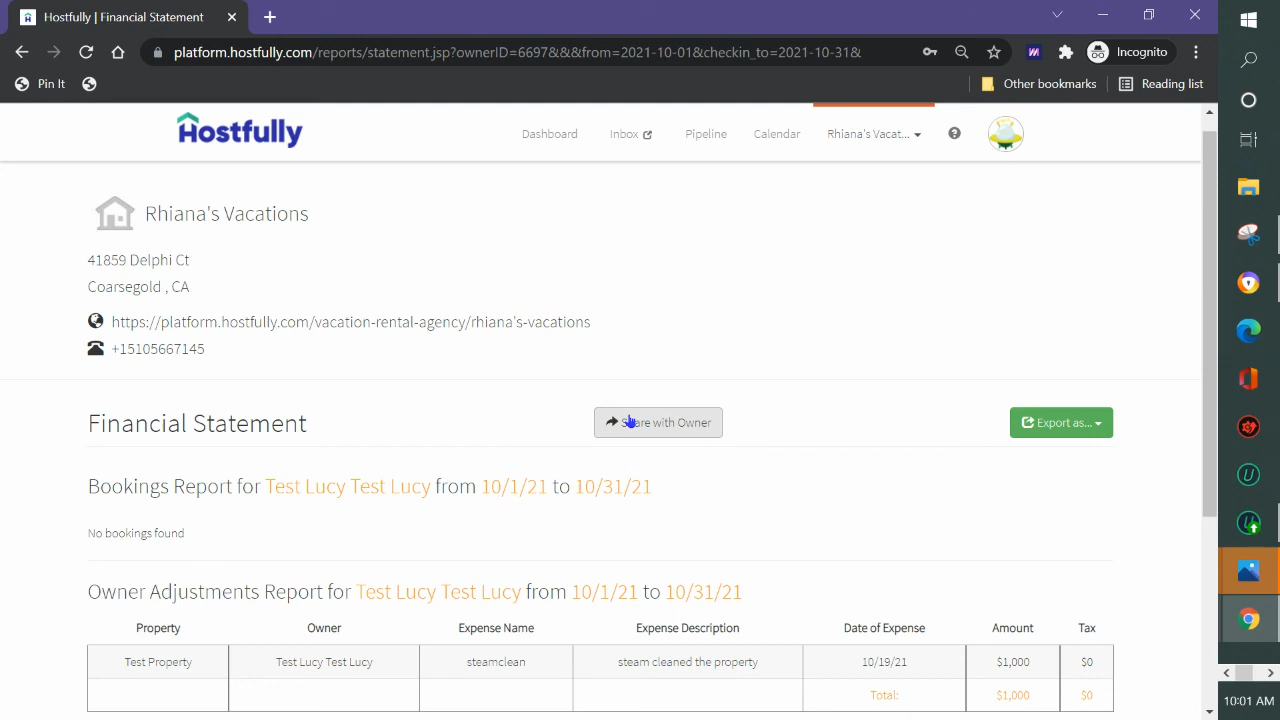 Hostfully | Financial Statement
platform.hostfully.com/reports/statement.jsp?ownerID=6697&&&from=2021-10-01&checkin_to=2021-10-31&
Incognito
Pin It
Other bookmarks
Reading list
Hostfully
Dashboard
Inbox
Pipeline
Calendar
Rhiana's Vacat...
Rhiana's Vacations
41859 Delphi Ct
Coarsegold , CA
https://platform.hostfully.com/vacation-rental-agency/rhiana's-vacations
+15105667145
Financial Statement
Share with Owner
Export as...
Bookings Report for Test Lucy Test Lucy from 10/1/21 to 10/31/21
No bookings found
Owner Adjustments Report for Test Lucy Test Lucy from 10/1/21 to 10/31/21
Property Owner Expense Name Expense Description Date of Expense Amount Tax
Test Property Test Lucy Test Lucy steamclean steam cleaned the property 10/19/21 $1,000 $0
Total: $1,000 $0
10:01 AM